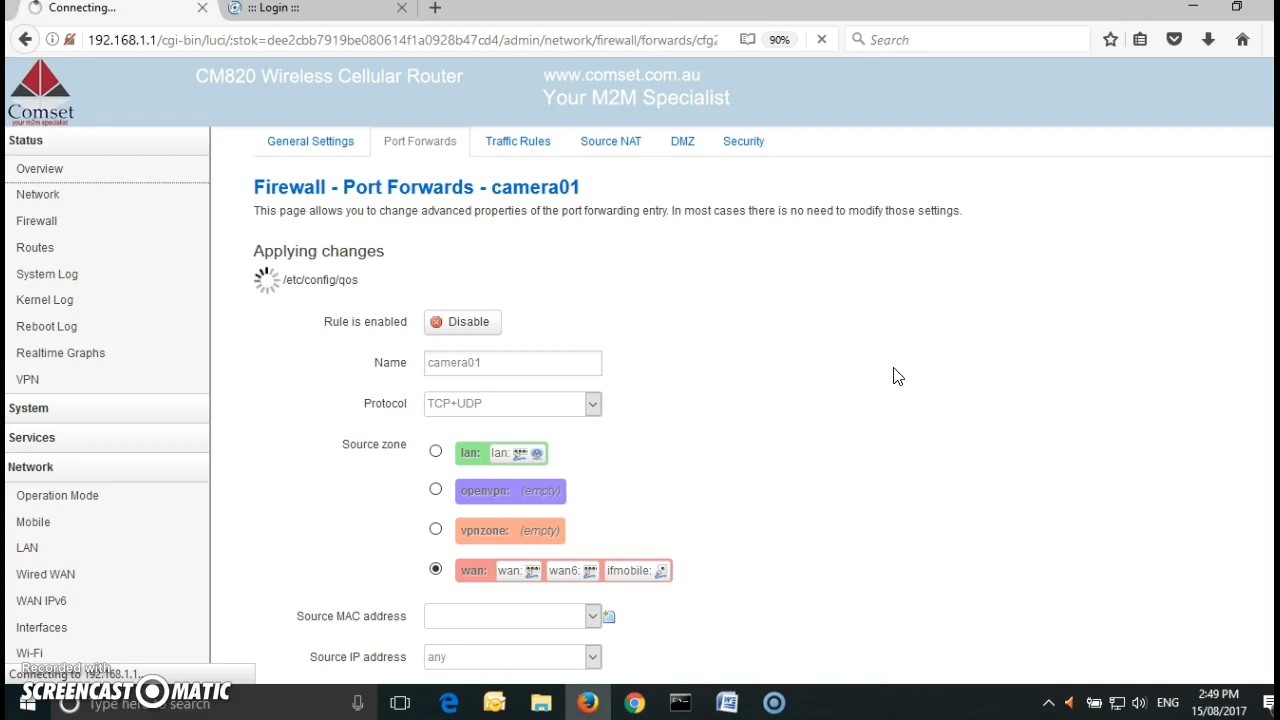 Connecting...
::: Login :::
192.168.1.1/cgi-bin/luci/;stok=dee2cbb7919be080614f1a0928b47cd4/admin/network/firewall/forwards/cfg2
90%
Search
Comset
your m2m specialist
CM820 Wireless Cellular Router
www.comset.com.au
Your M2M Specialist
Status
Overview
Network
Firewall
Routes
System Log
Kernel Log
Reboot Log
Realtime Graphs
VPN
System
Services
Network
Operation Mode
Mobile
LAN
Wired WAN
WAN IPv6
Interfaces
Wi-Fi
General Settings
Port Forwards
Traffic Rules
Source NAT
DMZ
Security
Firewall - Port Forwards - camera01
This page allows you to change advanced properties of the port forwarding entry. In most cases there is no need to modify those settings.
Applying changes
/etc/config/qos
Rule is enabled
Disable
Name
camera01
Protocol
TCP+UDP
Source zone
lan: lan:
openvpn: (empty)
vpnzone: (empty)
wan: wan: wan6: ifmobile:
Source MAC address
Source IP address
any
Connecting to 192.168.1.1...
Recorded with
SCREENCAST-O-MATIC
Type here to search
ENG
2:49 PM
15/08/2017